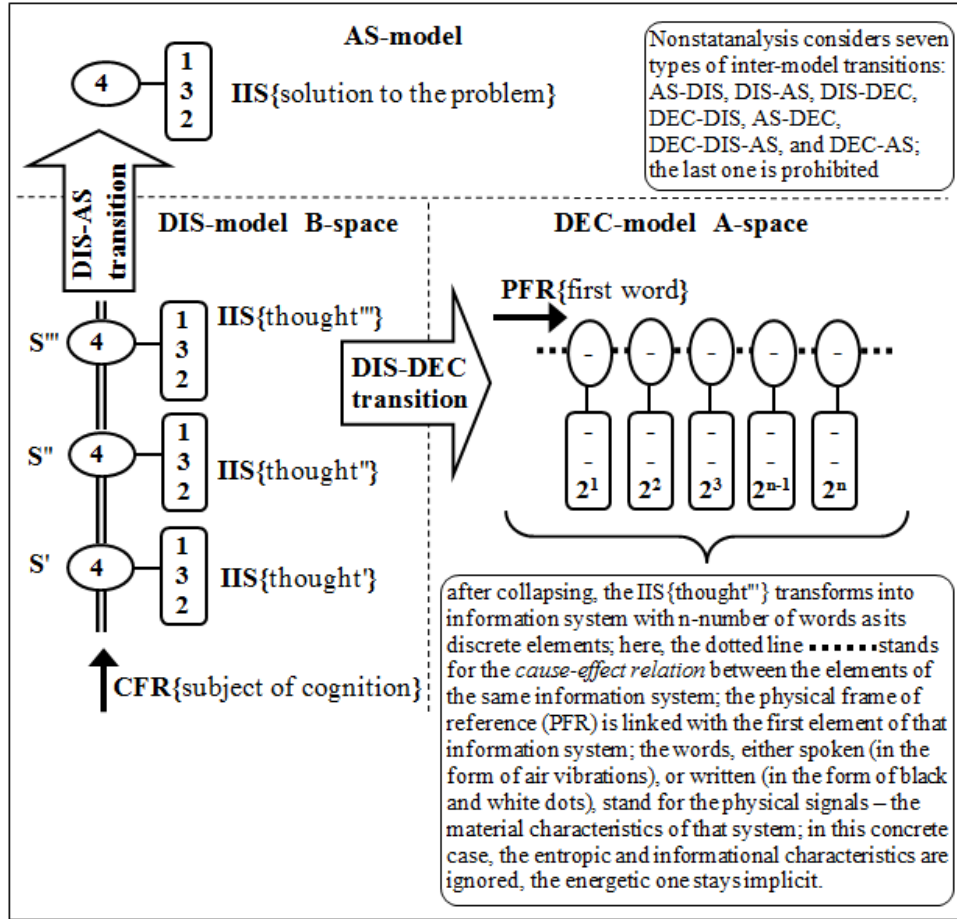 AS-model
4
1
3
2
IIS{solution to the problem}
Nonstatanalysis considers seven
types of inter-model transitions:
AS-DIS, DIS-AS, DIS-DEC,
DEC-DIS, AS-DEC,
DEC-DIS-AS, and DEC-AS;
the last one is prohibited
DIS-AS
transition
DIS-model B-space
S'''
4
1
3
2
IIS{thought'''}
S''
4
1
3
2
IIS{thought''}
S'
4
1
3
2
IIS{thought'}
CFR{subject of cognition}
DIS-DEC
transition
DEC-model A-space
PFR{first word}
- - - - -
- - - - -
- - - - -
2¹ 2² 2³ 2ⁿ⁻¹ 2ⁿ
after collapsing, the IIS{thought'''} transforms into
information system with n-number of words as its
discrete elements; here, the dotted line ······· stands
for the cause-effect relation between the elements of
the same information system; the physical frame of
reference (PFR) is linked with the first element of that
information system; the words, either spoken (in the
form of air vibrations), or written (in the form of black
and white dots), stand for the physical signals – the
material characteristics of that system; in this concrete
case, the entropic and informational characteristics are
ignored, the energetic one stays implicit.